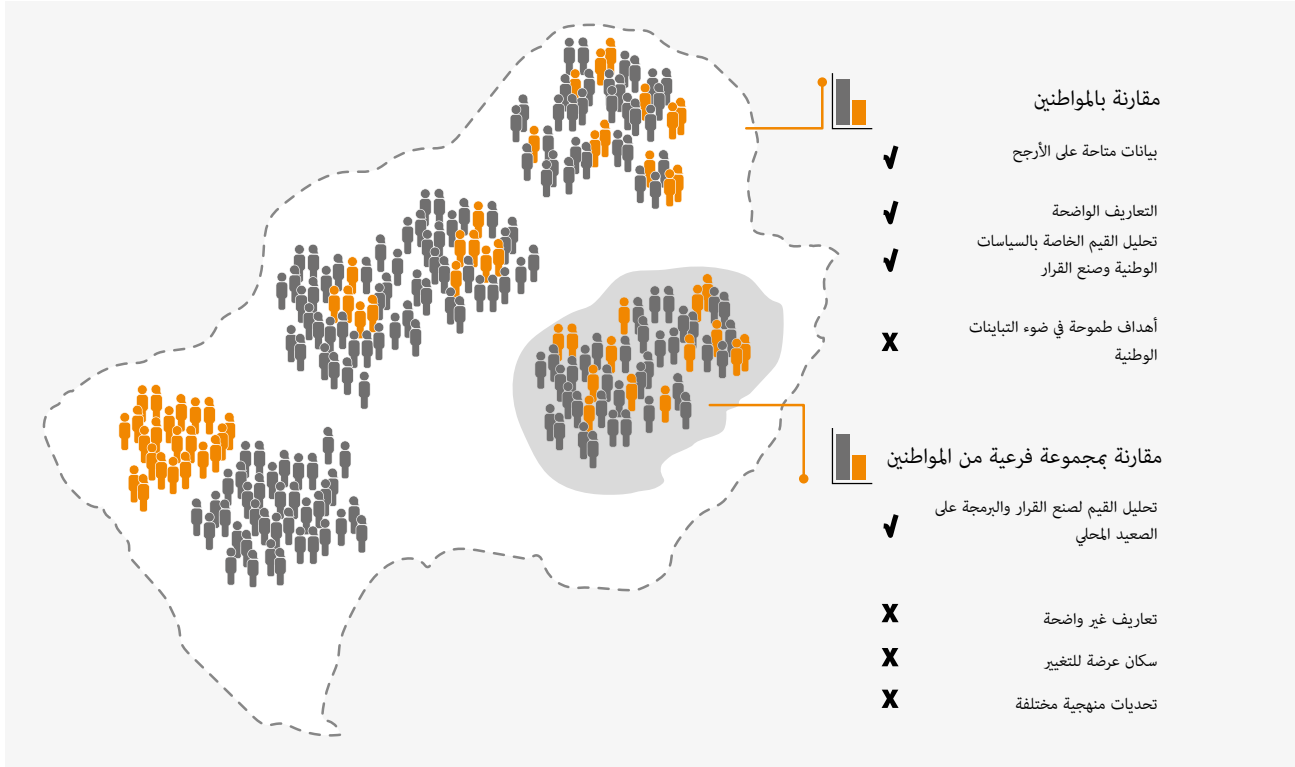 مقارنة بالمواطنين
بيانات متاحة على الأرجح
التعاريف الواضحة
تحليل القيم الخاصة بالسياسات
الوطنية وصنع القرار
أهداف طموحة في ضوء التباينات
الوطنية
مقارنة بمجموعة فرعية من المواطنين
تحليل القيم لصنع القرار والبرمجة على
الصعيد المحلي
تعاريف غير واضحة
سكان عرضة للتغيير
تحديات منهجية مختلفة